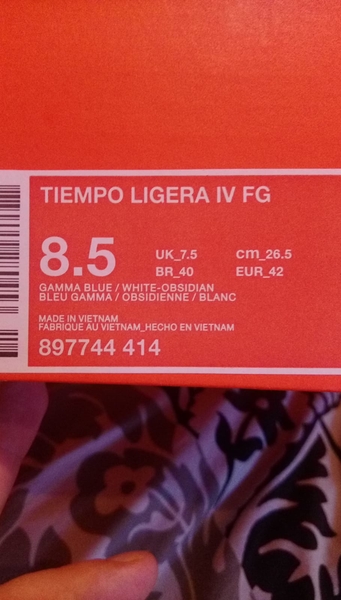 TIEMPO LIGERA IV FG
8.5 UK_7.5 cm_26.5
BR_40 EUR_42
GAMMA BLUE / WHITE-OBSIDIAN
BLEU GAMMA / OBSIDIENNE / BLANC
MADE IN VIETNAM
FABRIQUE AU VIETNAM_HECHO EN VIETNAM
897744 414